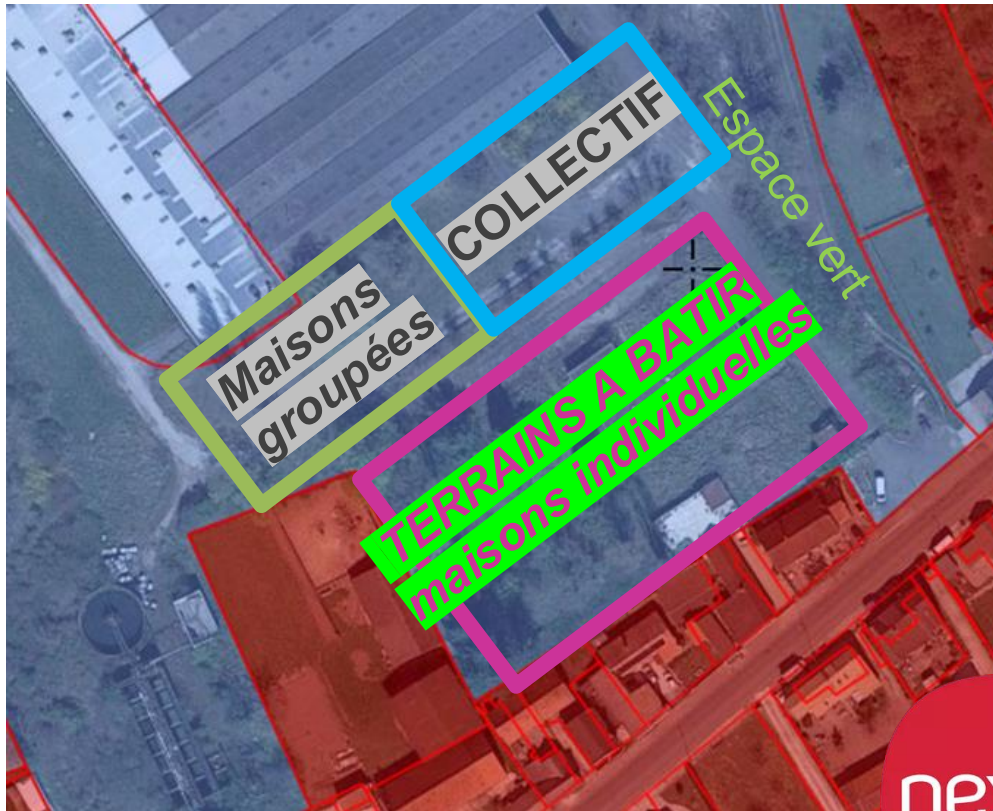 COLLECTIF
Espace vert
Maisons
groupées
TERRAINS A BATIR
maisons individuelles